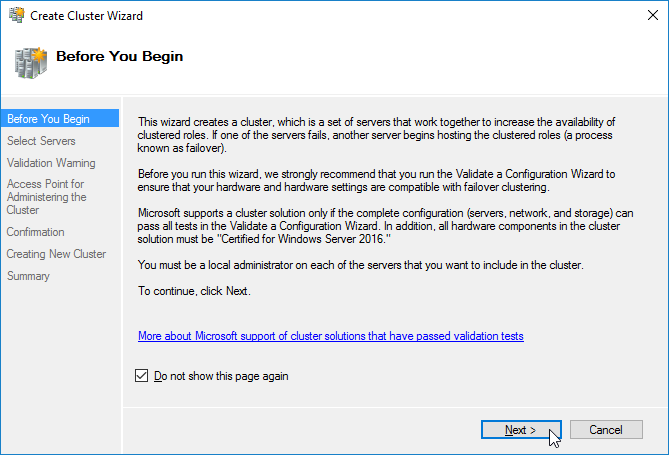 Create Cluster Wizard
Before You Begin
Before You Begin
Select Servers
Validation Warning
Access Point for
Administering the
Cluster
Confirmation
Creating New Cluster
Summary
This wizard creates a cluster, which is a set of servers that work together to increase the availability of
clustered roles. If one of the servers fails, another server begins hosting the clustered roles (a process
known as failover).
Before you run this wizard, we strongly recommend that you run the Validate a Configuration Wizard to
ensure that your hardware and hardware settings are compatible with failover clustering.
Microsoft supports a cluster solution only if the complete configuration (servers, network, and storage) can
pass all tests in the Validate a Configuration Wizard. In addition, all hardware components in the cluster
solution must be "Certified for Windows Server 2016."
You must be a local administrator on each of the servers that you want to include in the cluster.
To continue, click Next.
More about Microsoft support of cluster solutions that have passed validation tests
Do not show this page again
Next >
Cancel